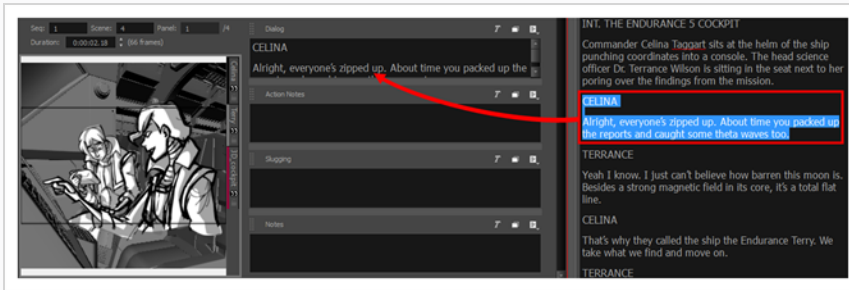 Seq: 1 Scene: 4 Panel: 1 /4
Duration: 0:00:02.18 (66 frames)
Celina
Terry
3D_cockpit
Dialog
CELINA
Alright, everyone's zipped up. About time you packed up the
Action Notes
Slugging
Notes
INT. THE ENDURANCE 5 COCKPIT
Commander Celina Taggart sits at the helm of the ship
punching coordinates into a console. The head science
officer Dr. Terrance Wilson is sitting in the seat next to her
poring over the findings from the mission.
CELINA
Alright, everyone's zipped up. About time you packed up
the reports and caught some theta waves too.
TERRANCE
Yeah I know. I just can't believe how barren this moon is.
Besides a strong magnetic field in its core, it's a total flat
line.
CELINA
That's why they called the ship the Endurance Terry. We
take what we find and move on.
TERRANCE